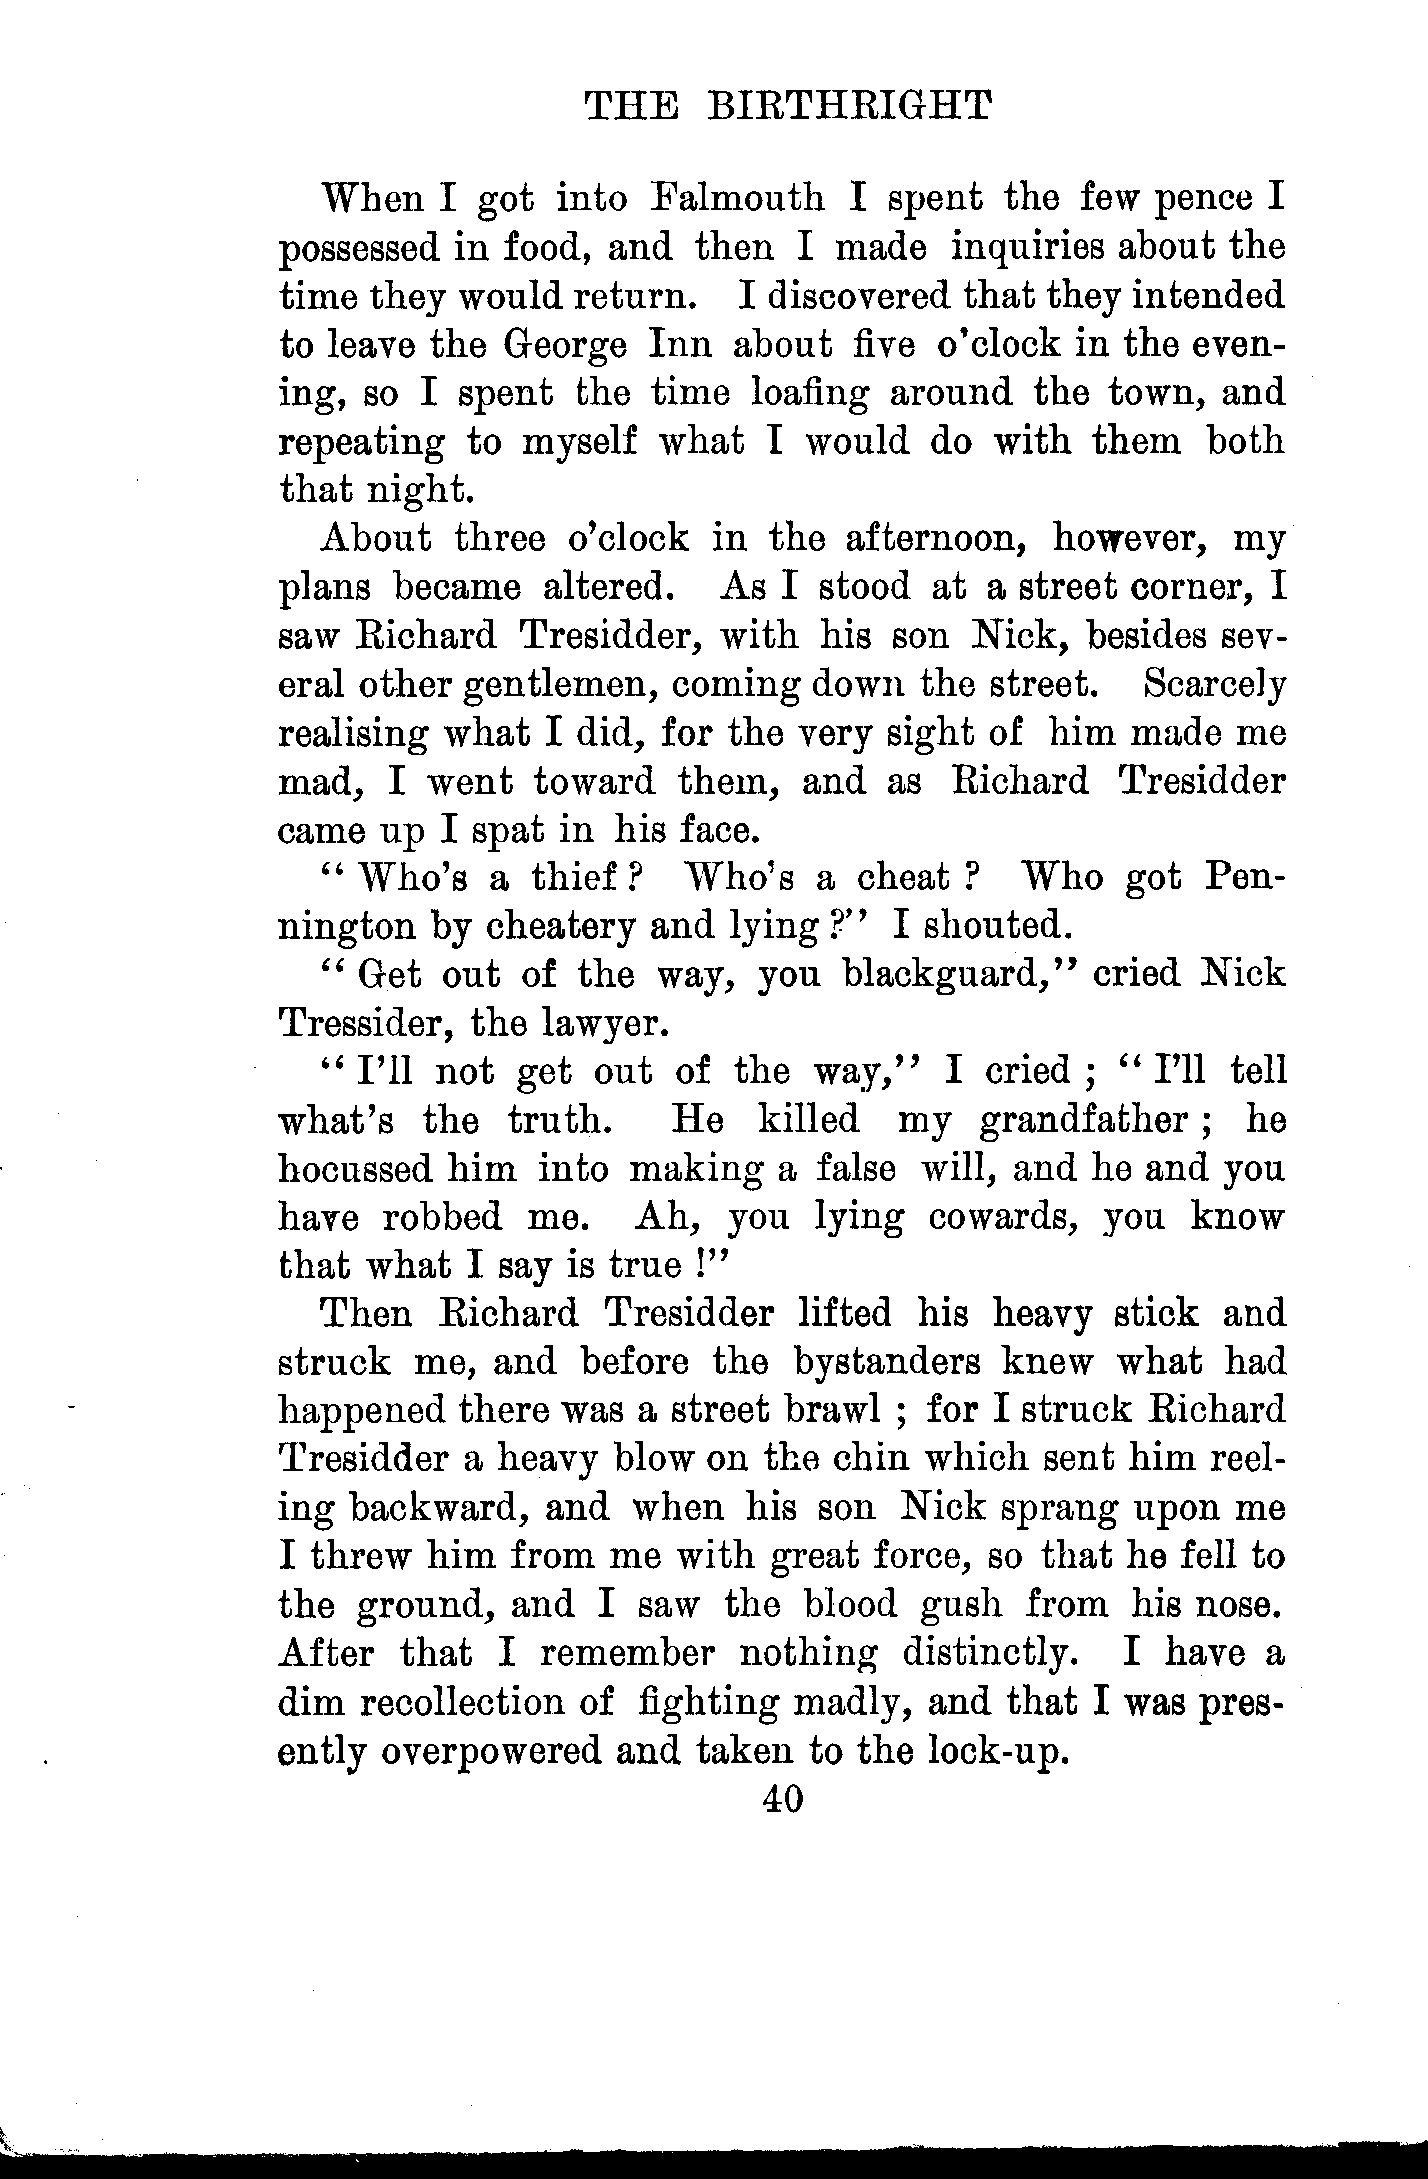 THE BIRTHRIGHT
When I got into Falmouth I spent the few pence I
possessed in food, and then I made inquiries about the
time they would return. I discovered that they intended
to leave the George Inn about five o'clock in the even-
ing, so I spent the time loafing around the town, and
repeating to myself what I would do with them both
that night.
About three o'clock in the afternoon, however, my
plans became altered. As I stood at a street corner, I
saw Richard Tresidder, with his son Nick, besides sev-
eral other gentlemen, coming down the street. Scarcely
realising what I did, for the very sight of him made me
mad, I went toward them, and as Richard Tresidder
came up I spat in his face.
"Who's a thief? Who's a cheat? Who got Pen-
nington by cheatery and lying?" I shouted.
"Get out of the way, you blackguard," cried Nick
Tressider, the lawyer.
"I'll not get out of the way," I cried; "I'll tell
what's the truth. He killed my grandfather; he
hocussed him into making a false will, and he and you
have robbed me. Ah, you lying cowards, you know
that what I say is true!"
Then Richard Tresidder lifted his heavy stick and
struck me, and before the bystanders knew what had
happened there was a street brawl; for I struck Richard
Tresidder a heavy blow on the chin which sent him reel-
ing backward, and when his son Nick sprang upon me
I threw him from me with great force, so that he fell to
the ground, and I saw the blood gush from his nose.
After that I remember nothing distinctly. I have a
dim recollection of fighting madly, and that I was pres-
ently overpowered and taken to the lock-up.
40